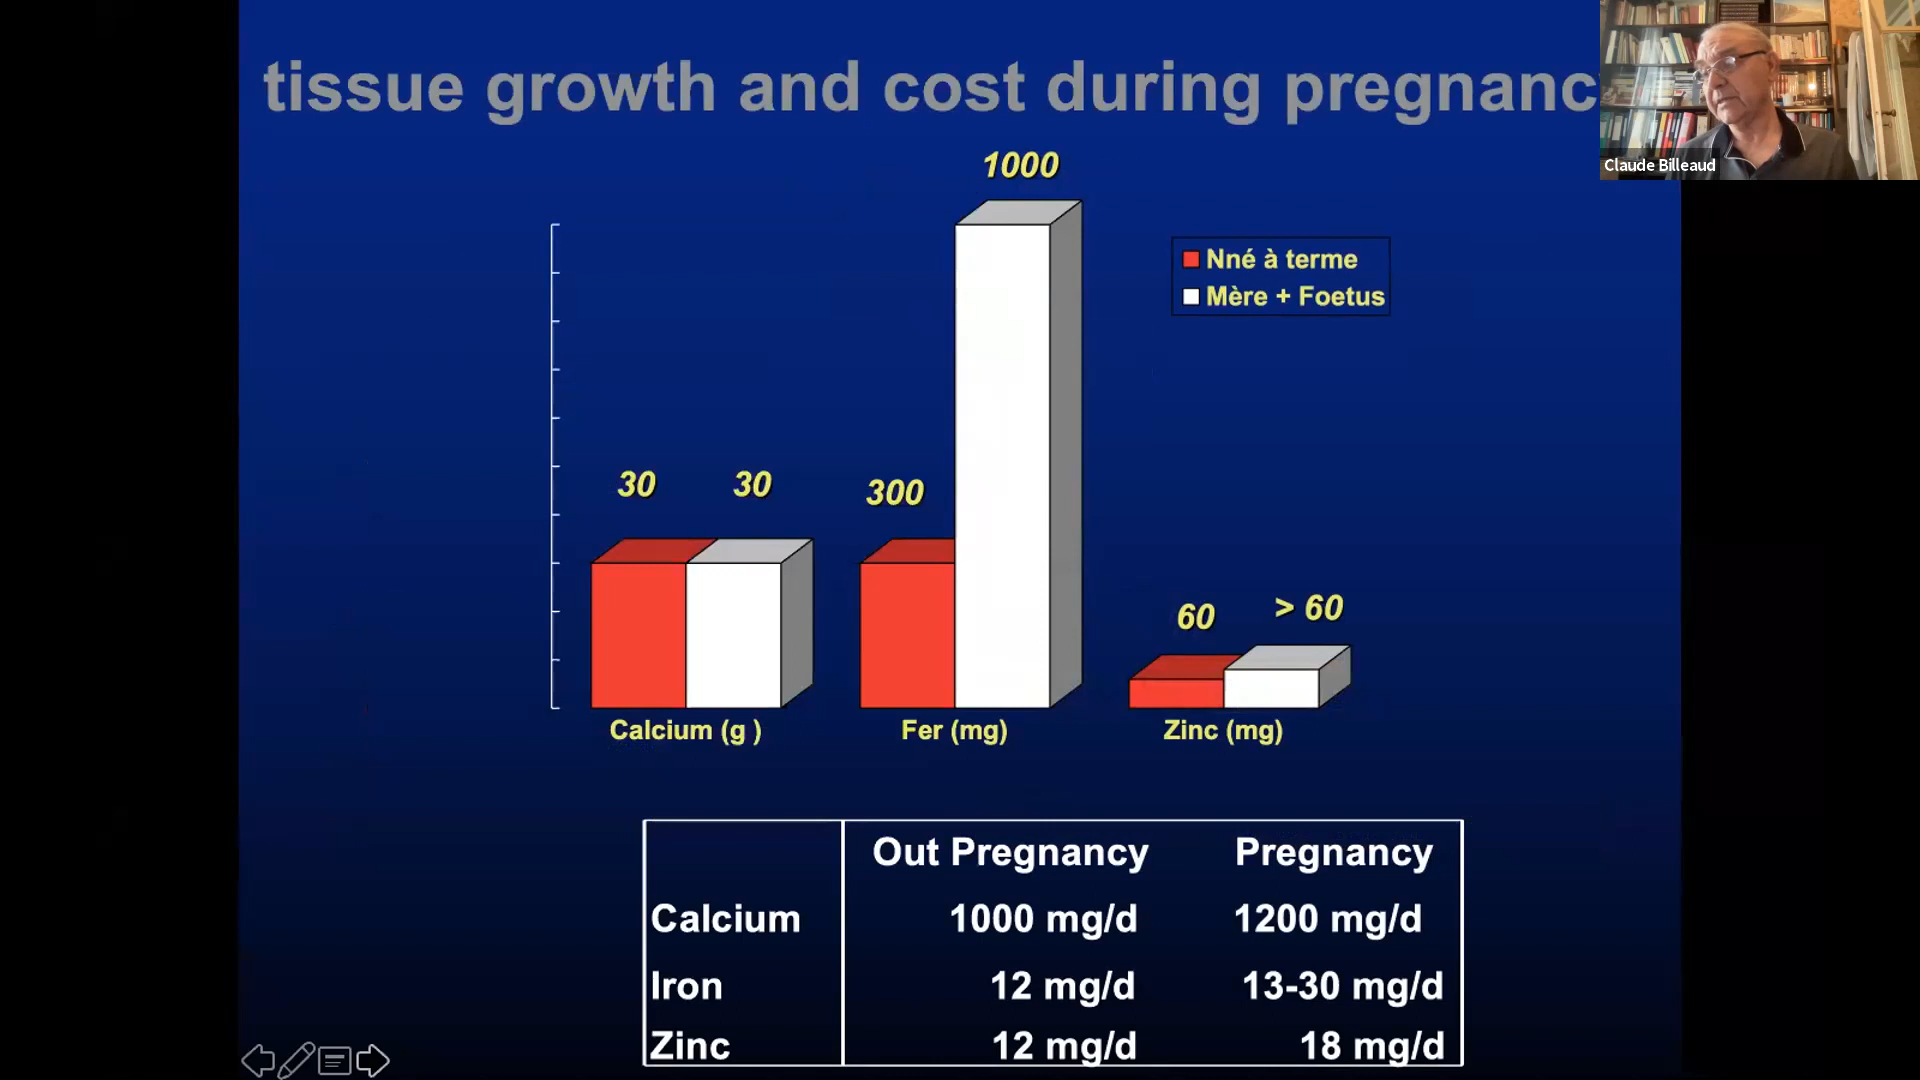 tissue growth and cost during pregnanc
Claude Billeaud
1000
Nné à terme
Mère + Foetus
30 30 300
60 > 60
Calcium (g ) Fer (mg) Zinc (mg)
Out Pregnancy Pregnancy
Calcium 1000 mg/d 1200 mg/d
Iron 12 mg/d 13-30 mg/d
Zinc 12 mg/d 18 mg/d